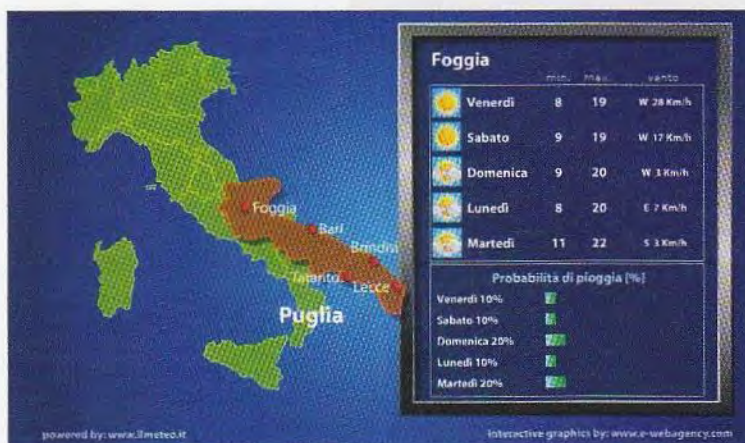 Foggia
min. max. vento
Venerdì 8 19 W 28 Km/h
Sabato 9 19 W 17 Km/h
Domenica 9 20 W 3 Km/h
Lunedì 8 20 E 7 Km/h
Martedì 11 22 S 3 Km/h
Probabilità di pioggia [%]
Venerdì 10%
Sabato 10%
Domenica 20%
Lunedì 10%
Martedì 20%
Foggia
Bari
Brindisi
Taranto
Lecce
Puglia
powered by: www.ilmeteo.it
interactive graphics by: www.e-webagency.com